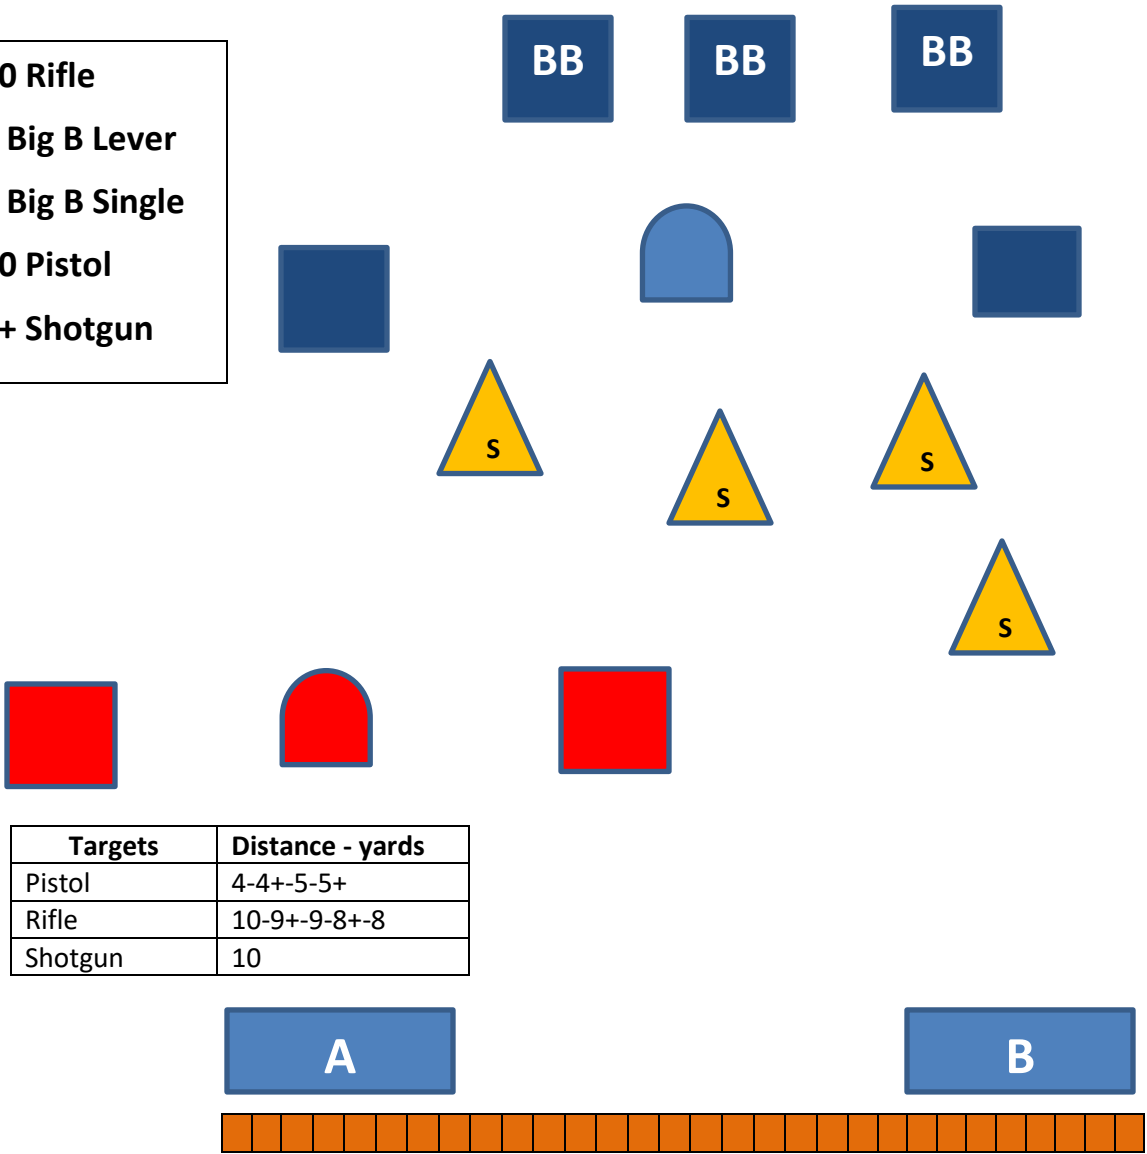 BB BB BB
0 Rifle
Big B Lever
Big B Single
0 Pistol
+ Shotgun
S
S
S
S
Targets Distance - yards
Pistol 4-4+-5-5+
Rifle 10-9+-9-8+-8
Shotgun 10
A B